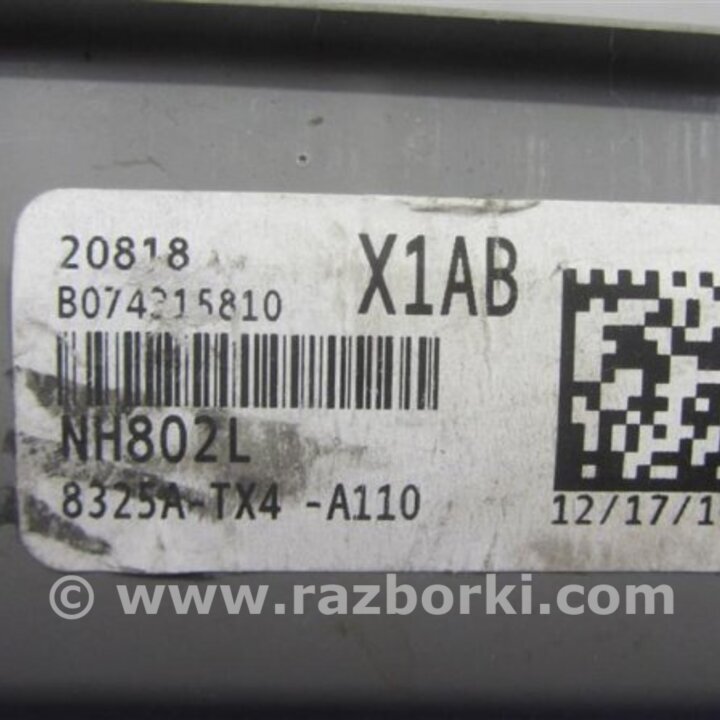 20818
X1AB
B074215810
NH802L
8325A-TX4 -A110
12/17/1
© www.razborki.com